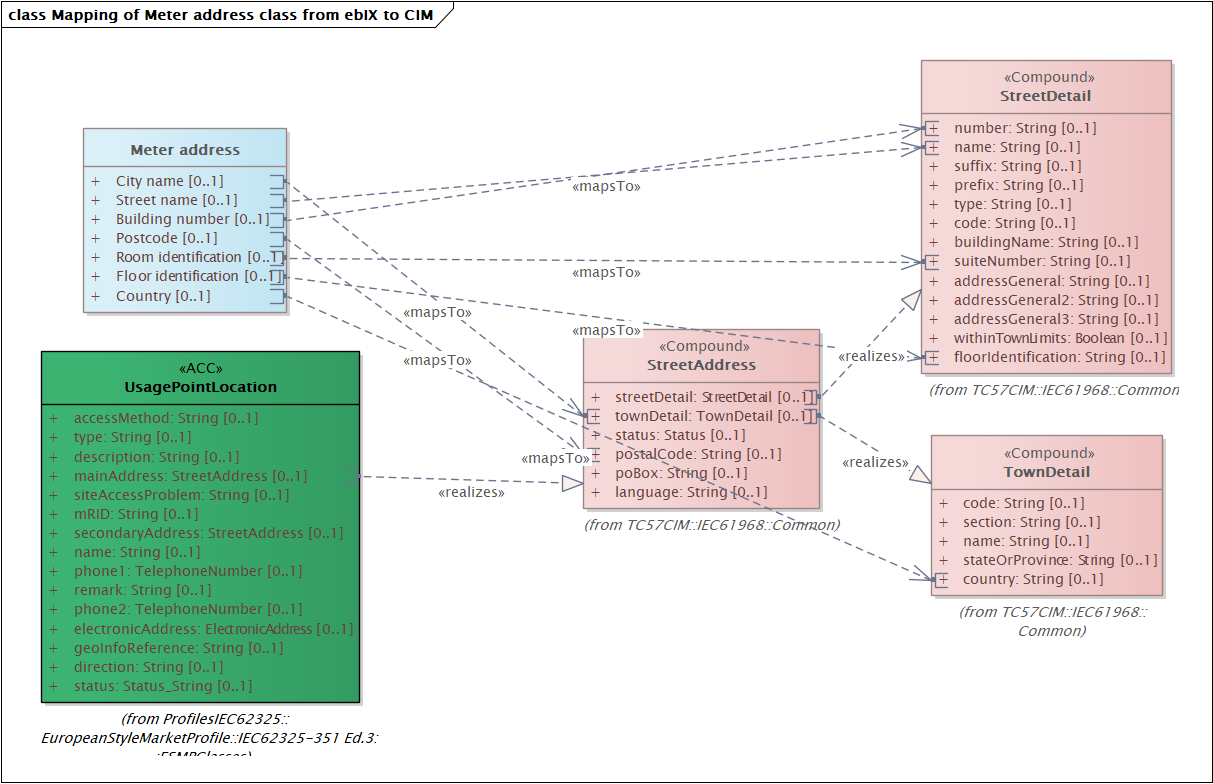 class Mapping of Meter address class from ebIX to CIM
Meter address
+ City name [0..1]
+ Street name [0..1]
+ Building number [0..1]
+ Postcode [0..1]
+ Room identification [0..1]
+ Floor identification [0..1]
+ Country [0..1]
«ACC»
UsagePointLocation
+ accessMethod: String [0..1]
+ type: String [0..1]
+ description: String [0..1]
+ mainAddress: StreetAddress [0..1]
+ siteAccessProblem: String [0..1]
+ mRID: String [0..1]
+ secondaryAddress: StreetAddress [0..1]
+ name: String [0..1]
+ phone1: TelephoneNumber [0..1]
+ remark: String [0..1]
+ phone2: TelephoneNumber [0..1]
+ electronicAddress: ElectronicAddress [0..1]
+ geoInfoReference: String [0..1]
+ direction: String [0..1]
+ status: Status_String [0..1]
(from ProfilesIEC62325::
EuropeanStyleMarketProfile::IEC62325-351 Ed.3:
:ESMPClasses)
«mapsTo»
«mapsTo»
«mapsTo»
«mapsTo»
«mapsTo»
«mapsTo»
«realizes»
«realizes»
«realizes»
«Compound»
StreetAddress
+ streetDetail: StreetDetail [0..1]
+ townDetail: TownDetail [0..1]
+ status: Status [0..1]
+ postalCode: String [0..1]
+ poBox: String [0..1]
+ language: String [0..1]
(from TC57CIM::IEC61968::Common)
«Compound»
StreetDetail
+ number: String [0..1]
+ name: String [0..1]
+ suffix: String [0..1]
+ prefix: String [0..1]
+ type: String [0..1]
+ code: String [0..1]
+ buildingName: String [0..1]
+ suiteNumber: String [0..1]
+ addressGeneral: String [0..1]
+ addressGeneral2: String [0..1]
+ addressGeneral3: String [0..1]
+ withinTownLimits: Boolean [0..1]
+ floorIdentification: String [0..1]
(from TC57CIM::IEC61968::Common
«Compound»
TownDetail
+ code: String [0..1]
+ section: String [0..1]
+ name: String [0..1]
+ stateOrProvince: String [0..1]
+ country: String [0..1]
(from TC57CIM::IEC61968::
Common)